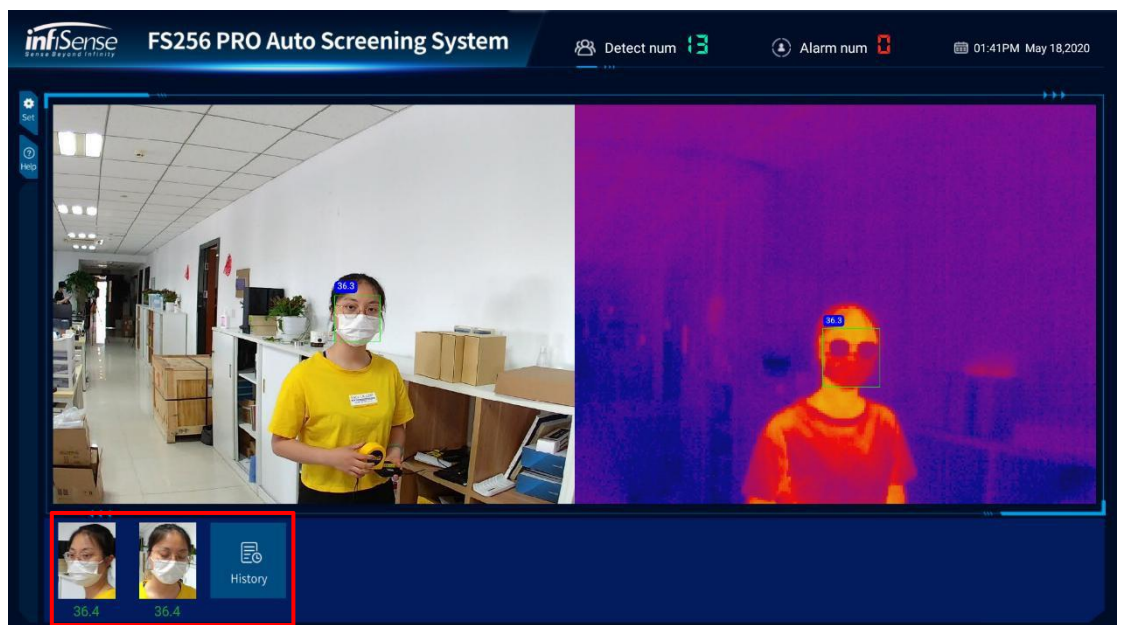 infiSense
Sense Beyond Infinity
FS256 PRO Auto Screening System
Detect num 13
Alarm num 0
01:41PM May 18,2020
Set
Help
36.3
36.3
History
36.4
36.4